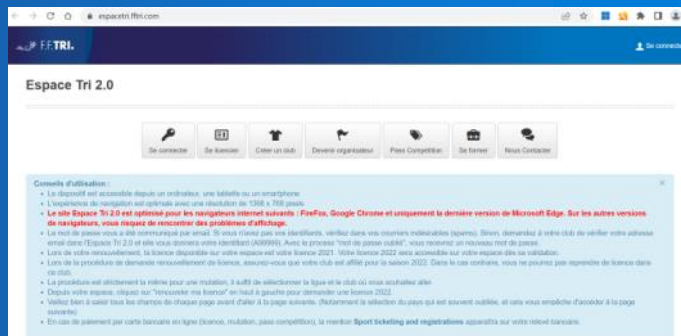 espacetri.fftri.com
F.F.TRI.
Se connecter
Espace Tri 2.0
Se connecter
Se licencier
Créer un club
Devenir organisateur
Pass Compétition
Se former
Nous Contacter
Conseils d'utilisation :
Le dispositif est accessible depuis un ordinateur, une tablette ou un smartphone
L'expérience de navigation est optimale avec une résolution de 1366 x 768 pixels
Le site Espace Tri 2.0 est optimisé pour les navigateurs internet suivants : FireFox, Google Chrome et uniquement la dernière version de Microsoft Edge. Sur les autres versions
de navigateurs, vous risquez de rencontrer des problèmes d'affichage.
Le mot de passe vous a été communiqué par email. Si vous n'avez pas vos identifiants, vérifiez dans vos courriers indésirables (spams). Sinon, demandez à votre club de vérifier votre adresse
email dans l'Espace Tri 2.0 et elle vous donnera votre identifiant (A99999). Avec le process "mot de passe oublié", vous recevrez un nouveau mot de passe.
Lors de votre renouvellement, la licence disponible sur votre espace est votre licence 2021. Votre licence 2022 sera accessible sur votre espace dès sa validation.
Lors de la procédure de demande renouvellement de licence, assurez-vous que votre club est affilié pour la saison 2022. Dans le cas contraire, vous ne pourrez pas reprendre de licence dans
ce club.
La procédure est strictement la même pour une mutation, il suffit de sélectionner la ligue et le club où vous souhaitez aller
Depuis votre espace, cliquez sur "renouveler ma licence" en haut à gauche pour demander une licence 2022.
Veillez bien à saisir tous les champs de chaque page avant d'aller à la page suivante. (Notamment la sélection du pays qui est souvent oubliée, et cela vous empêche d'accéder à la page
suivante)
En cas de paiement par carte bancaire en ligne (licence, mutation, pass compétition), la mention Sport ticketing and registrations apparaîtra sur votre relevé bancaire.